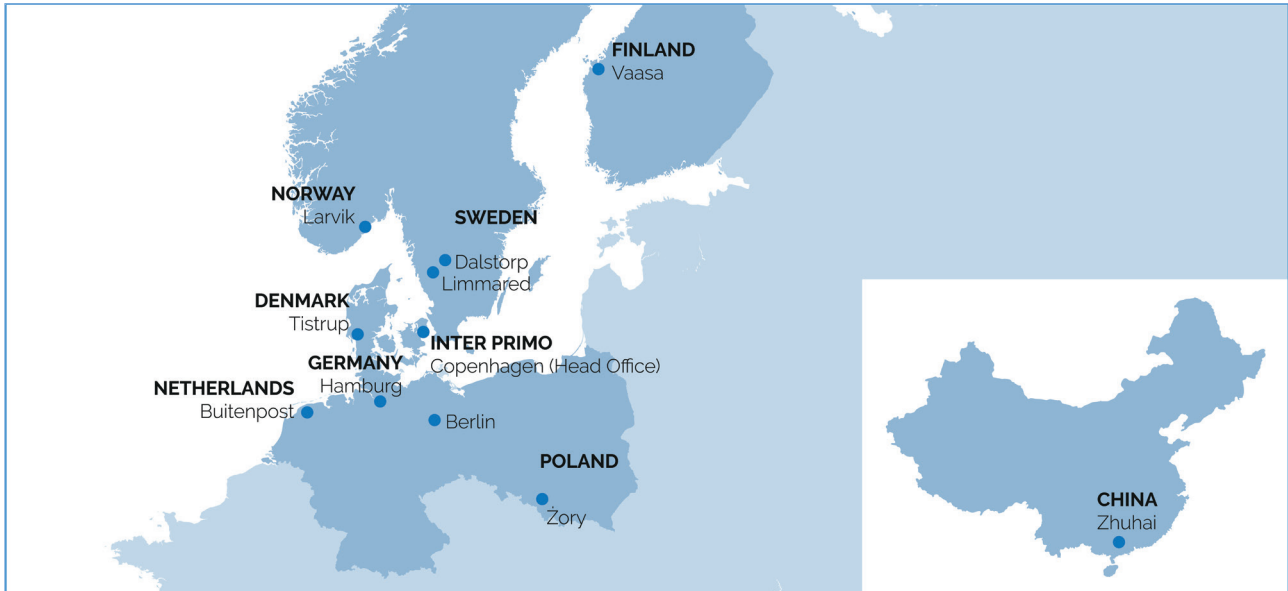 FINLAND
Vaasa
NORWAY
Larvik
SWEDEN
Dalstorp
Limmared
DENMARK
Tistrup
INTER PRIMO
Copenhagen (Head Office)
GERMANY
Hamburg
NETHERLANDS
Buitenpost
Berlin
POLAND
Żory
CHINA
Zhuhai